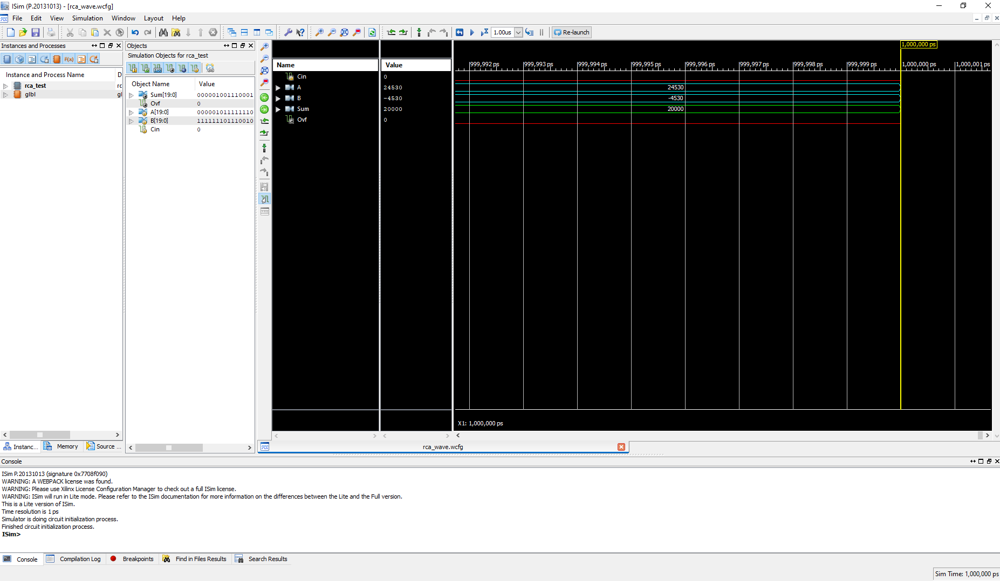 ISim (P.20131013) - [rca_wave.wcfg]
File Edit View Simulation Window Layout Help
1.00us Re-launch
Instances and Processes
Instance and Process Name D
rca_test rc
glbl gl
Instanc... Memory Source ...
Objects
Simulation Objects for rca_test
Object Name Value
Sum[19:0] 000001001110001
Ovf 0
A[19:0] 000001011111110
B[19:0] 111111101110010
Cin 0
Name Value
Cin 0
A 24530
B -4530
Sum 20000
Ovf 0
1,000,000 ps
999,992 ps 999,993 ps 999,994 ps 999,995 ps 999,996 ps 999,997 ps 999,998 ps 999,999 ps 1,000,000 ps 1,000,001 ps
24530
-4530
20000
X1: 1,000,000 ps
rca_wave.wcfg
Console
ISim P.20131013 (signature 0x7708f090)
WARNING: A WEBPACK license was found.
WARNING: Please use Xilinx License Configuration Manager to check out a full ISim license.
WARNING: ISim will run in Lite mode. Please refer to the ISim documentation for more information on the differences between the Lite and the Full version.
This is a Lite version of ISim.
Time resolution is 1 ps
Simulator is doing circuit initialization process.
Finished circuit initialization process.
ISim>
Console Compilation Log Breakpoints Find in Files Results Search Results
Sim Time: 1,000,000 ps